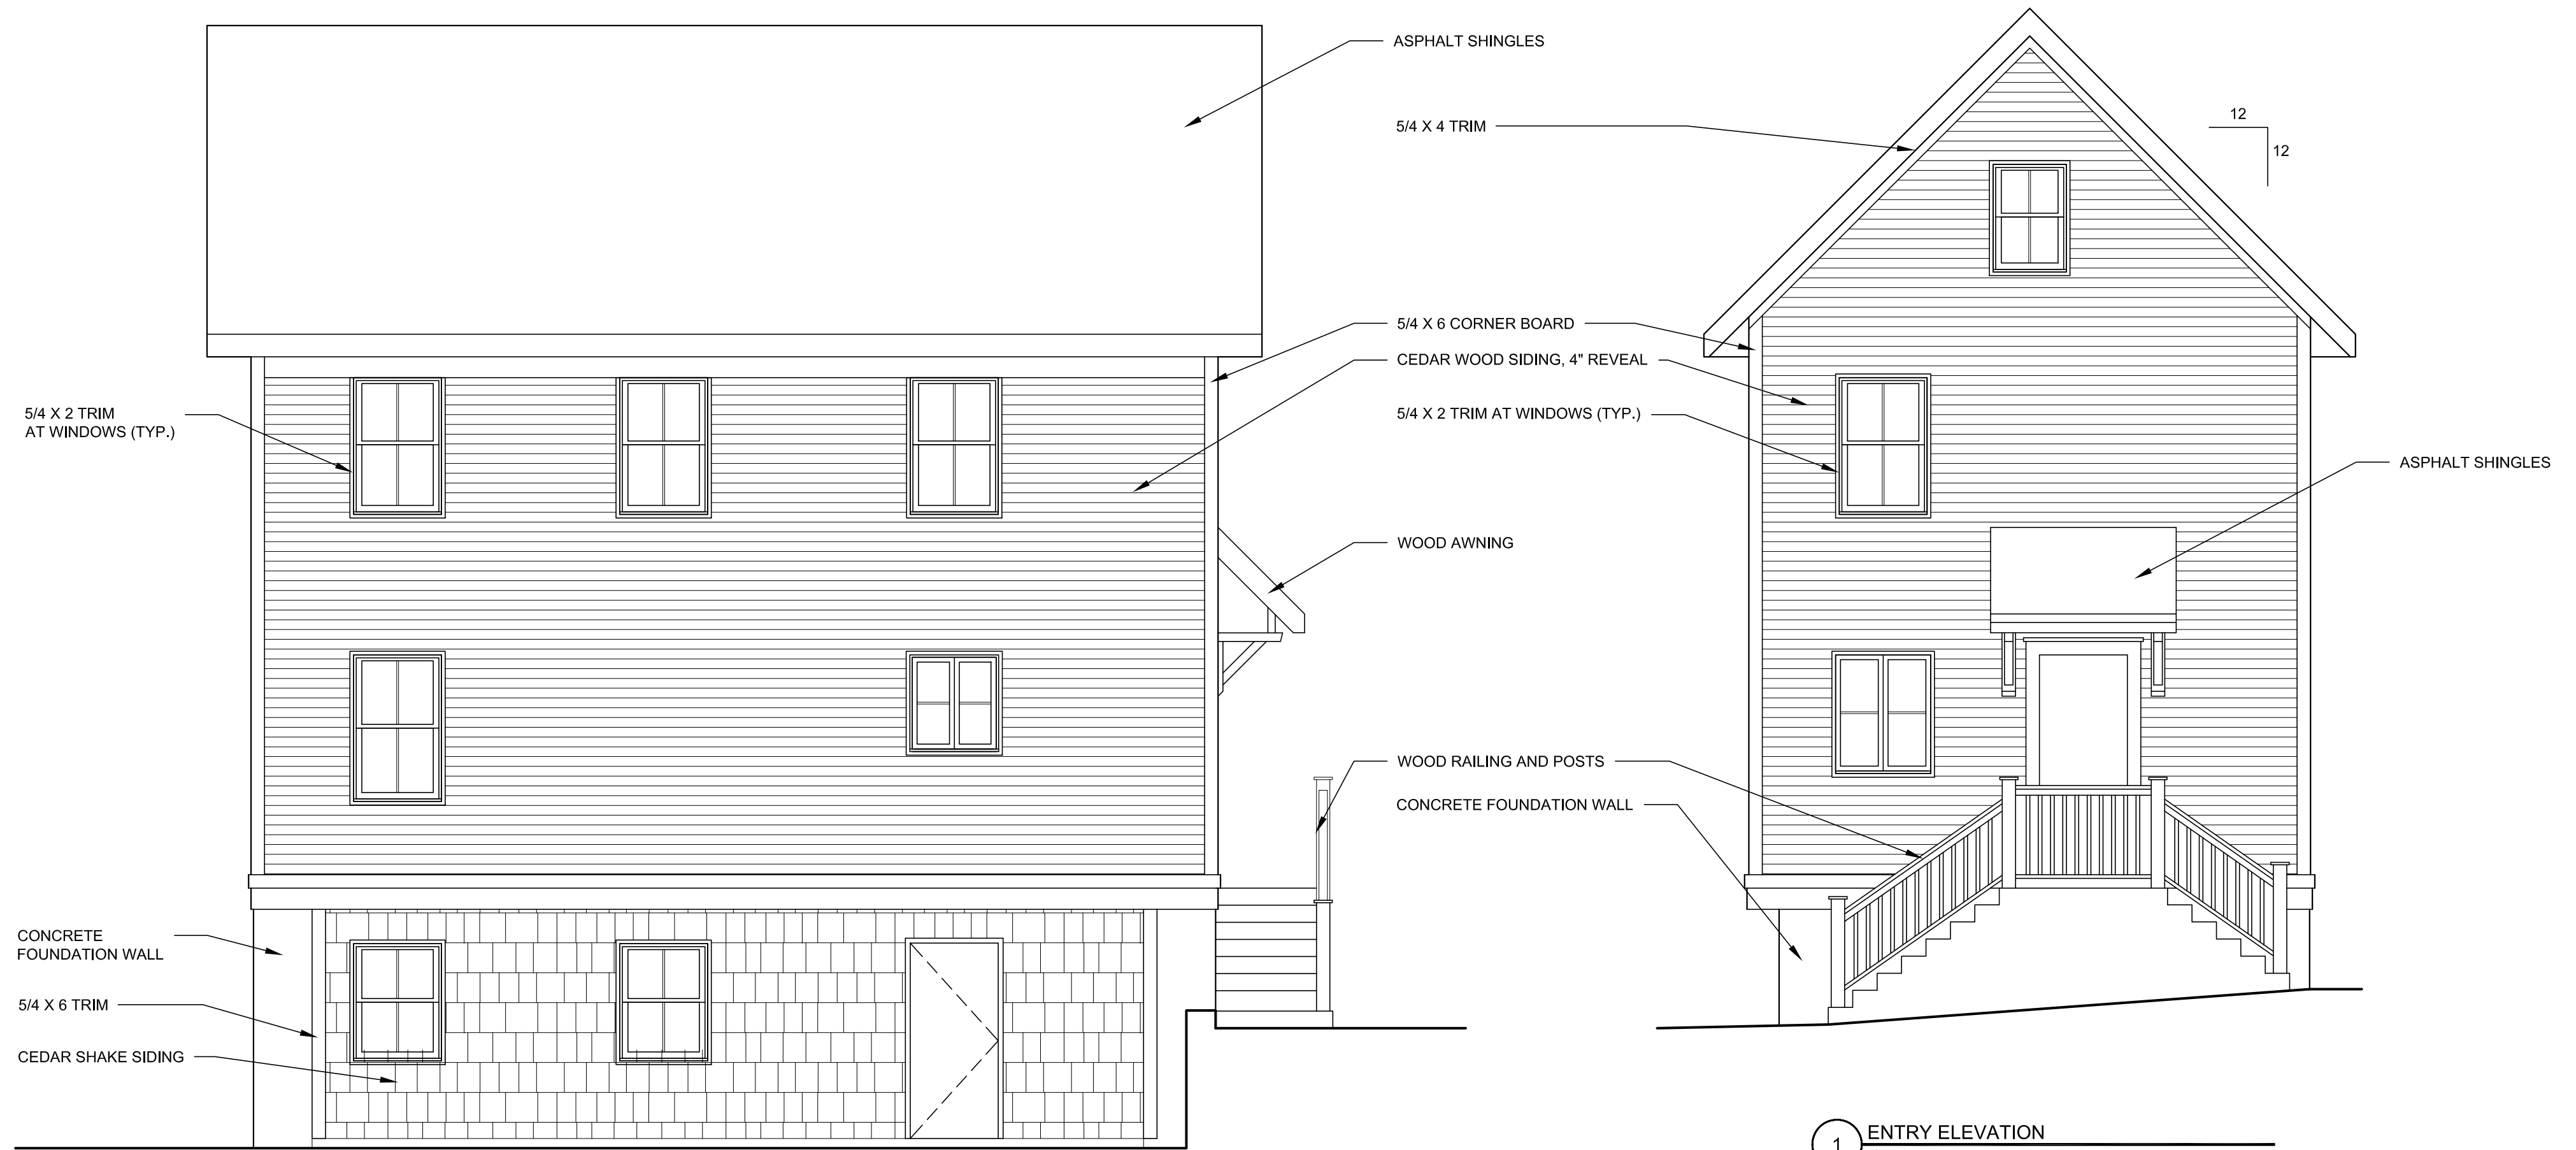 ASPHALT SHINGLES
5/4 X 4 TRIM
12
12
5/4 X 6 CORNER BOARD
CEDAR WOOD SIDING, 4" REVEAL
5/4 X 2 TRIM
AT WINDOWS (TYP.)
5/4 X 2 TRIM AT WINDOWS (TYP.)
ASPHALT SHINGLES
WOOD AWNING
WOOD RAILING AND POSTS
CONCRETE FOUNDATION WALL
CONCRETE
FOUNDATION WALL
5/4 X 6 TRIM
CEDAR SHAKE SIDING
1
ENTRY ELEVATION